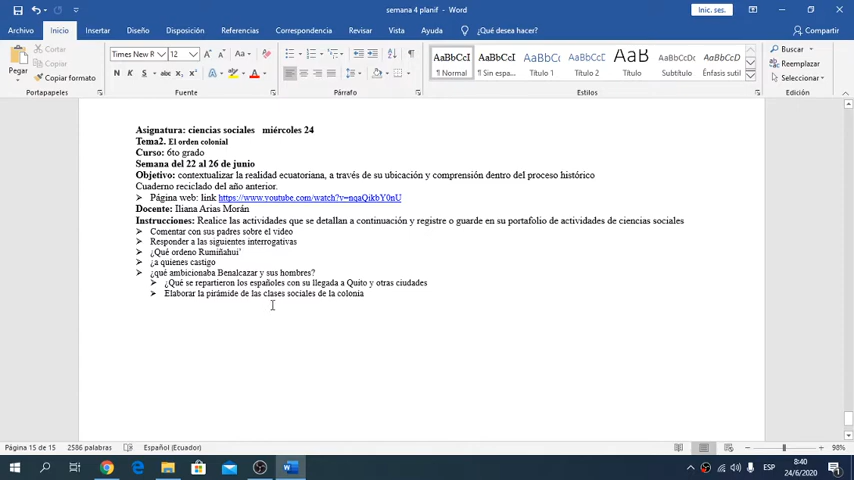 semana 4 planif - Word
Inic. ses.
Archivo Inicio Insertar Diseño Disposición Referencias Correspondencia Revisar Vista Ayuda ¿Qué desea hacer? Compartir
Pegar
Cortar
Copiar
Copiar formato
Times New R 12
N K S
AaBbCcI AaBbCcI AaBbC AaBbCc AaB AaBbCcC AaBbCcD
¶ Normal ¶ Sin espa... Título 1 Título 2 Título Subtítulo Énfasis sutil
Buscar
Reemplazar
Seleccionar
Portapapeles Fuente Párrafo Estilos Edición
Asignatura: ciencias sociales miércoles 24
Tema2. El orden colonial
Curso: 6to grado
Semana del 22 al 26 de junio
Objetivo: contextualizar la realidad ecuatoriana, a través de su ubicación y comprensión dentro del proceso histórico
Cuaderno reciclado del año anterior.
Página web: link https://www.youtube.com/watch?v=nqaQikbY0nU
Docente: Iliana Arias Morán
Instrucciones: Realice las actividades que se detallan a continuación y registre o guarde en su portafolio de actividades de ciencias sociales
Comentar con sus padres sobre el video
Responder a las siguientes interrogativas
¿Qué ordeno Rumiñahui'
¿a quienes castigo
¿qué ambicionaba Benalcazar y sus hombres?
¿Qué se repartieron los españoles con su llegada a Quito y otras ciudades
Elaborar la pirámide de las clases sociales de la colonia
Página 15 de 15 2586 palabras Español (Ecuador) 98%
ESP
8:40
24/6/2020